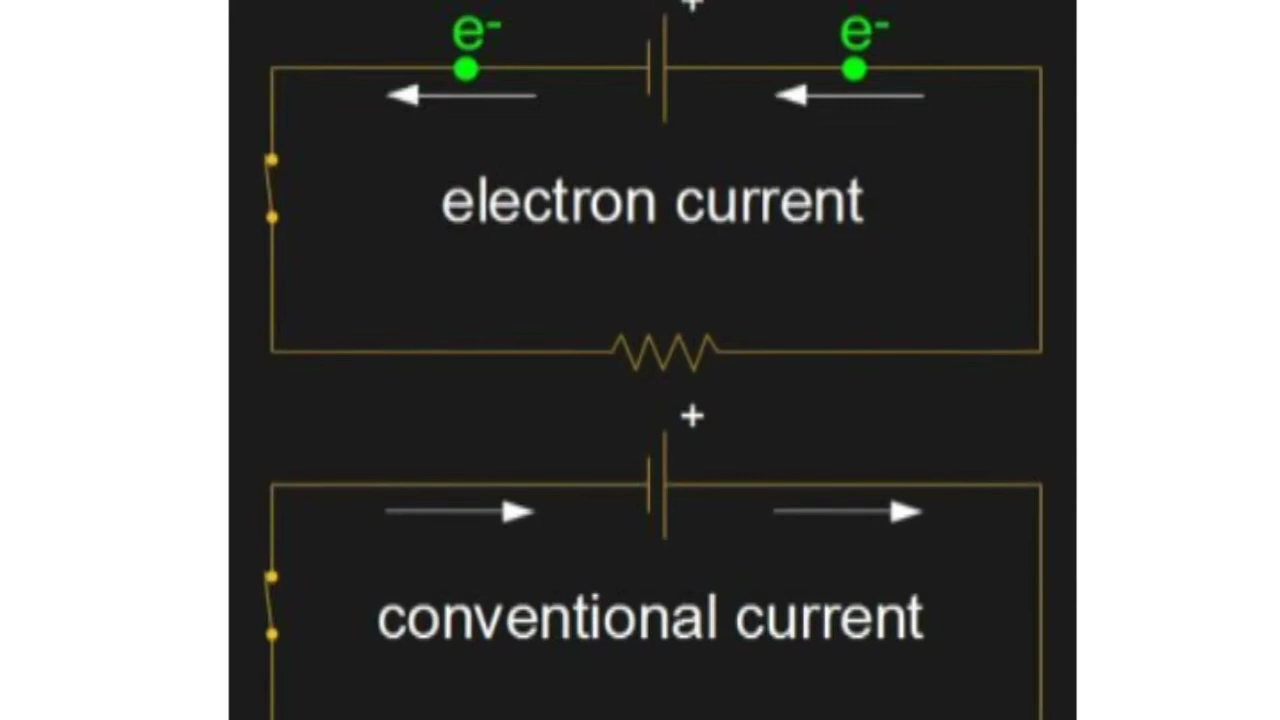 +
e- e-
electron current
+
conventional current